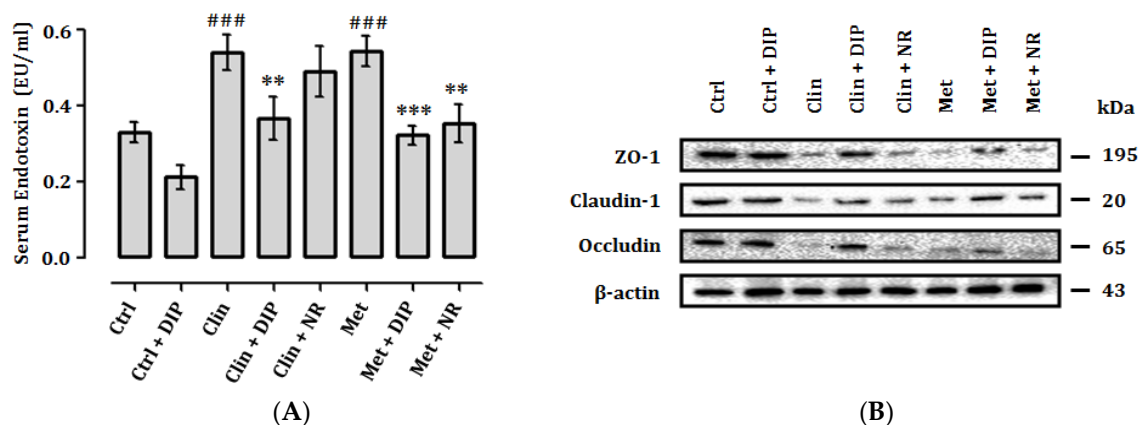 Serum Endotoxin (EU/ml)
0.6
0.4
0.2
0.0
###
**
###
***
**
Ctrl
Ctrl + DIP
Clin
Clin + DIP
Clin + NR
Met
Met + DIP
Met + NR
(A)
Ctrl
Ctrl + DIP
Clin
Clin + DIP
Clin + NR
Met
Met + DIP
Met + NR
kDa
ZO-1
195
Claudin-1
20
Occludin
65
β-actin
43
(B)